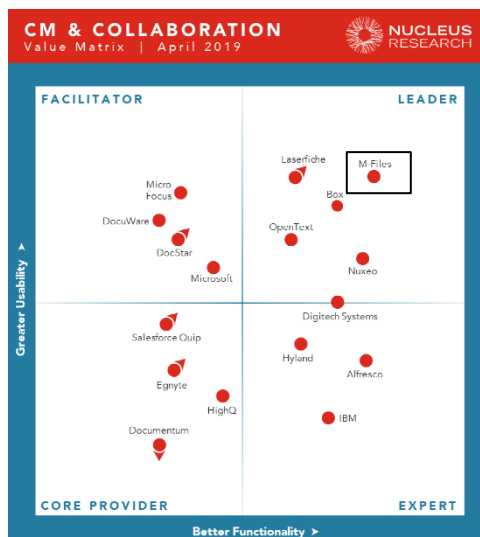 CM & COLLABORATION
Value Matrix | April 2019
NUCLEUS
RESEARCH
FACILITATOR
LEADER
Laserfiche
M-Files
Micro
Focus
Box
DocuWare
OpenText
DocStar
Nuxeo
Microsoft
Greater Usability >
Digitech Systems
Salesforce Quip
Hyland
Alfresco
Egnyte
HighQ
IBM
Documentum
CORE PROVIDER
EXPERT
Better Functionality >